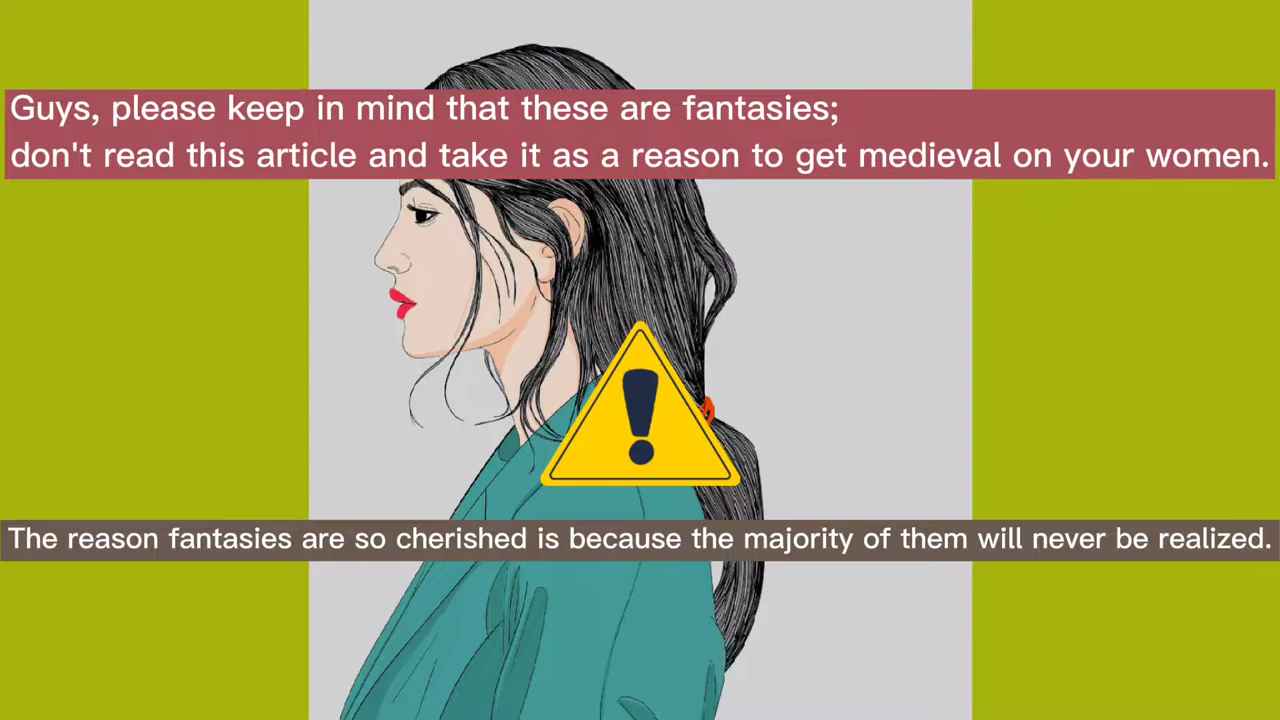 Guys, please keep in mind that these are fantasies;
don't read this article and take it as a reason to get medieval on your women.
The reason fantasies are so cherished is because the majority of them will never be realized.